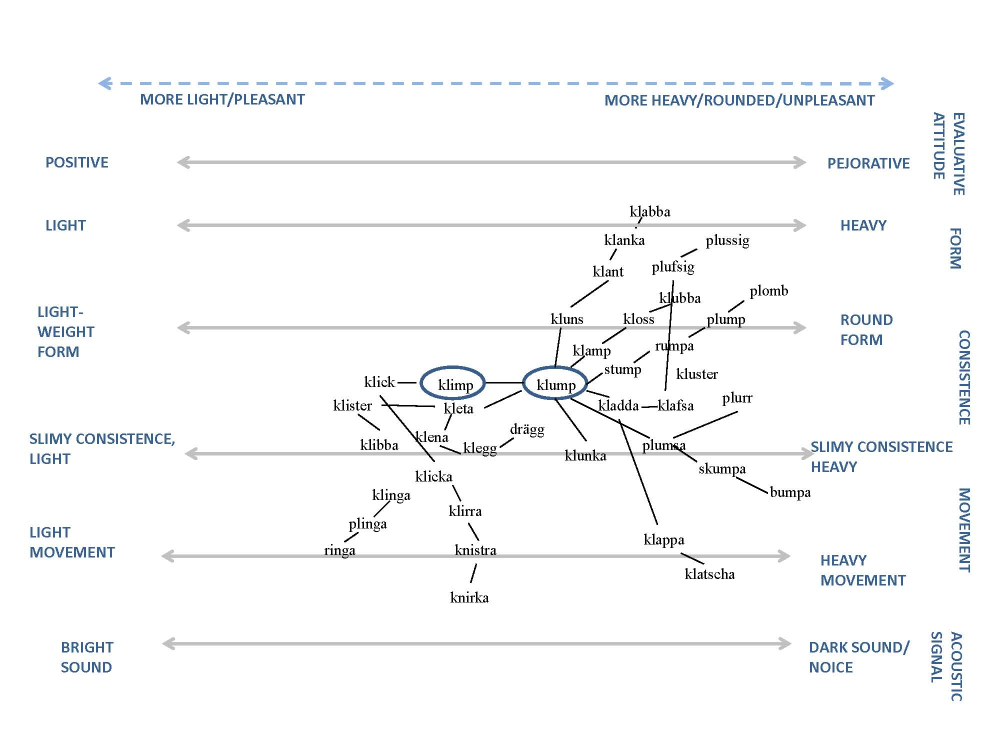 MORE LIGHT/PLEASANT
MORE HEAVY/ROUNDED/UNPLEASANT
EVALUATIVE
ATTITUDE
POSITIVE
PEJORATIVE
klabba
LIGHT
HEAVY
FORM
klanka
plussig
klant
plufsig
plomb
klubba
LIGHT-
WEIGHT
FORM
kluns
kloss
plump
ROUND
FORM
CONSISTENCE
klamp
rumpa
stump
kluster
klick
klimp
klump
klister
kleta
kladda
klafsa
plurr
drägg
klena
klibba
klegg
klunka
plumsa
SLIMY CONSISTENCE,
LIGHT
SLIMY CONSISTENCE
HEAVY
skumpa
klicka
bumpa
klinga
klirra
MOVEMENT
plinga
LIGHT
MOVEMENT
ringa
knistra
klappa
klatscha
HEAVY
MOVEMENT
knirka
BRIGHT
SOUND
DARK SOUND/
NOICE
ACOUSTIC
SIGNAL